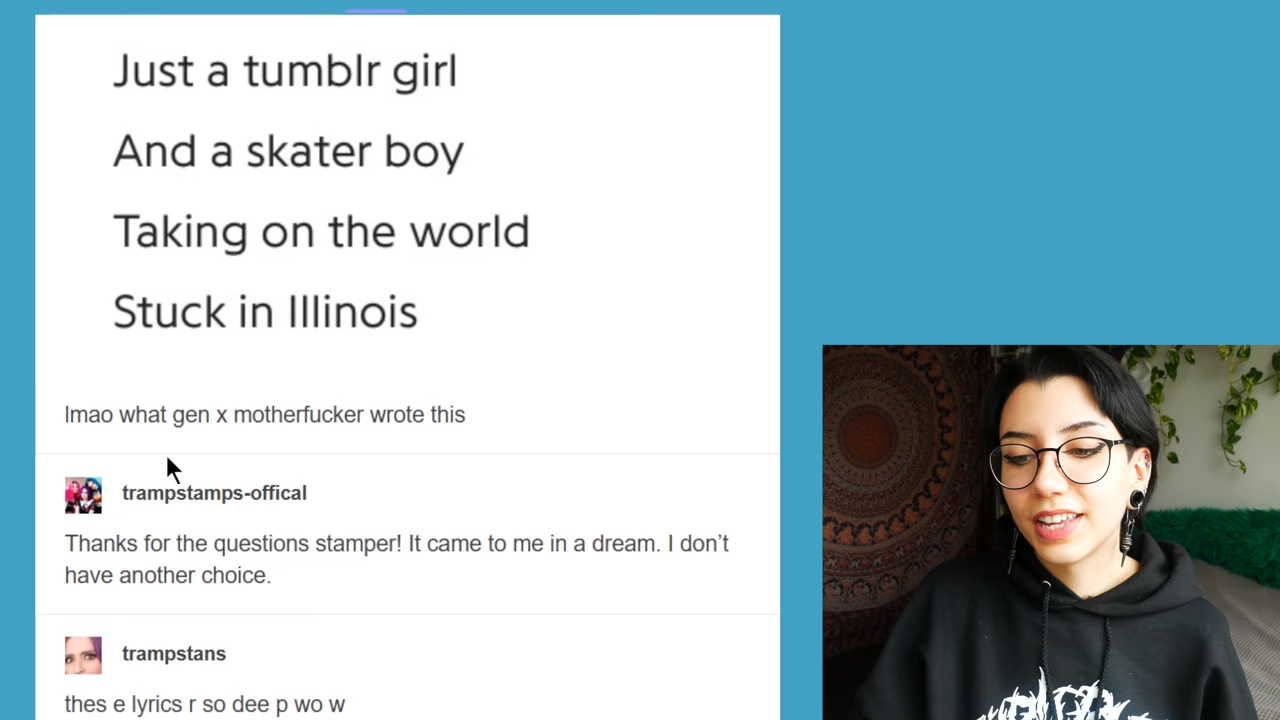 Just a tumblr girl
And a skater boy
Taking on the world
Stuck in Illinois
lmao what gen x motherfucker wrote this
trampstamps-offical
Thanks for the questions stamper! It came to me in a dream. I don’t
have another choice.
trampstans
thes e lyrics r so dee p wo w